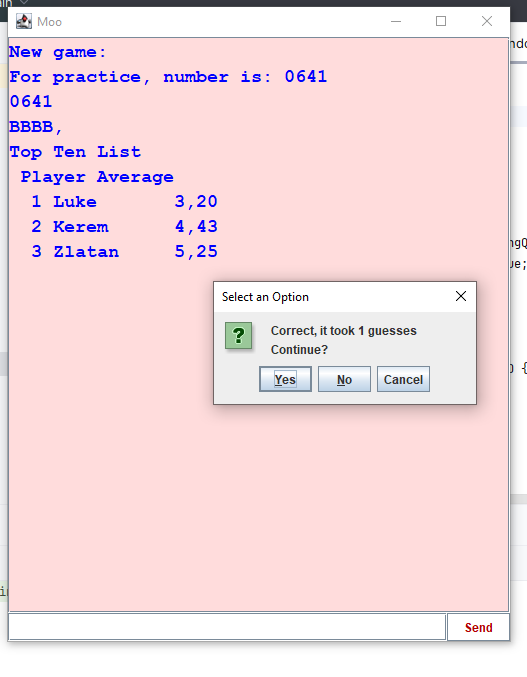 Moo
New game:
For practice, number is: 0641
0641
BBBB,
Top Ten List
Player Average
1 Luke 3,20
2 Kerem 4,43
3 Zlatan 5,25
Select an Option
?
Correct, it took 1 guesses
Continue?
Yes No Cancel
Send